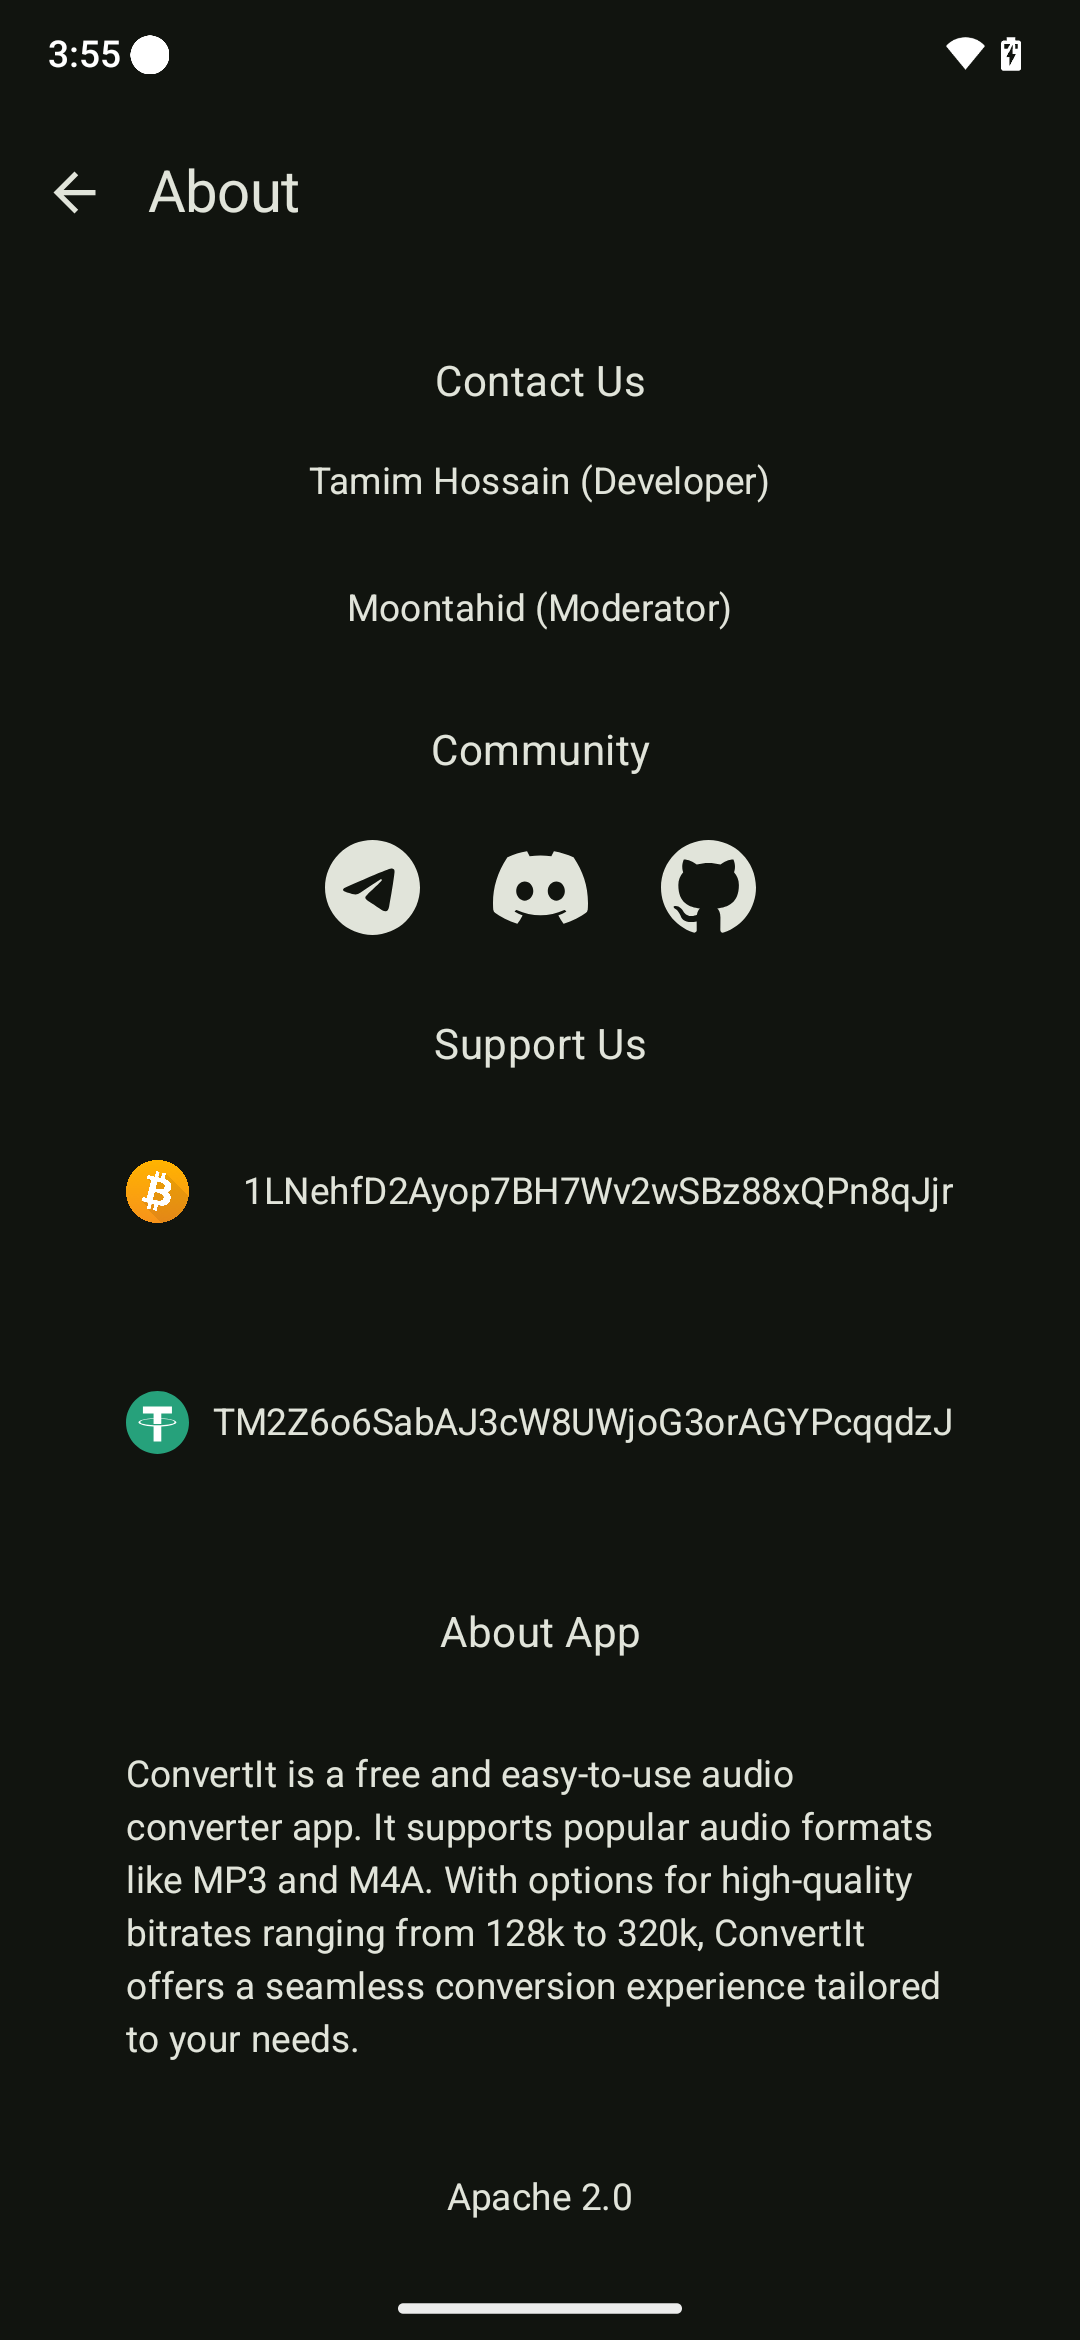 3:55
About
Contact Us
Tamim Hossain (Developer)
Moontahid (Moderator)
Community
Support Us
1LNehfD2Ayop7BH7Wv2wSBz88xQPn8qJjr
TM2Z6o6SabAJ3cW8UWjoG3orAGYPcqqdzJ
About App
ConvertIt is a free and easy-to-use audio
converter app. It supports popular audio formats
like MP3 and M4A. With options for high-quality
bitrates ranging from 128k to 320k, ConvertIt
offers a seamless conversion experience tailored
to your needs.
Apache 2.0